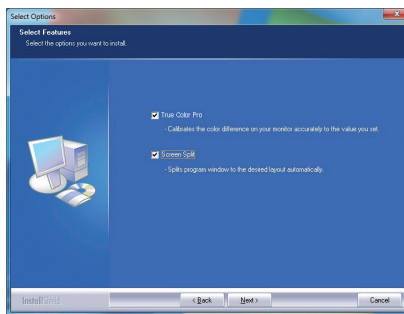 Select Options
Select Features
Select the options you want to install.
True Color Pro
- Calibrates the color difference on your monitor accurately to the value you set.
Screen Split
- Splits program window to the desired layout automatically.
InstallShield
< Back
Next >
Cancel